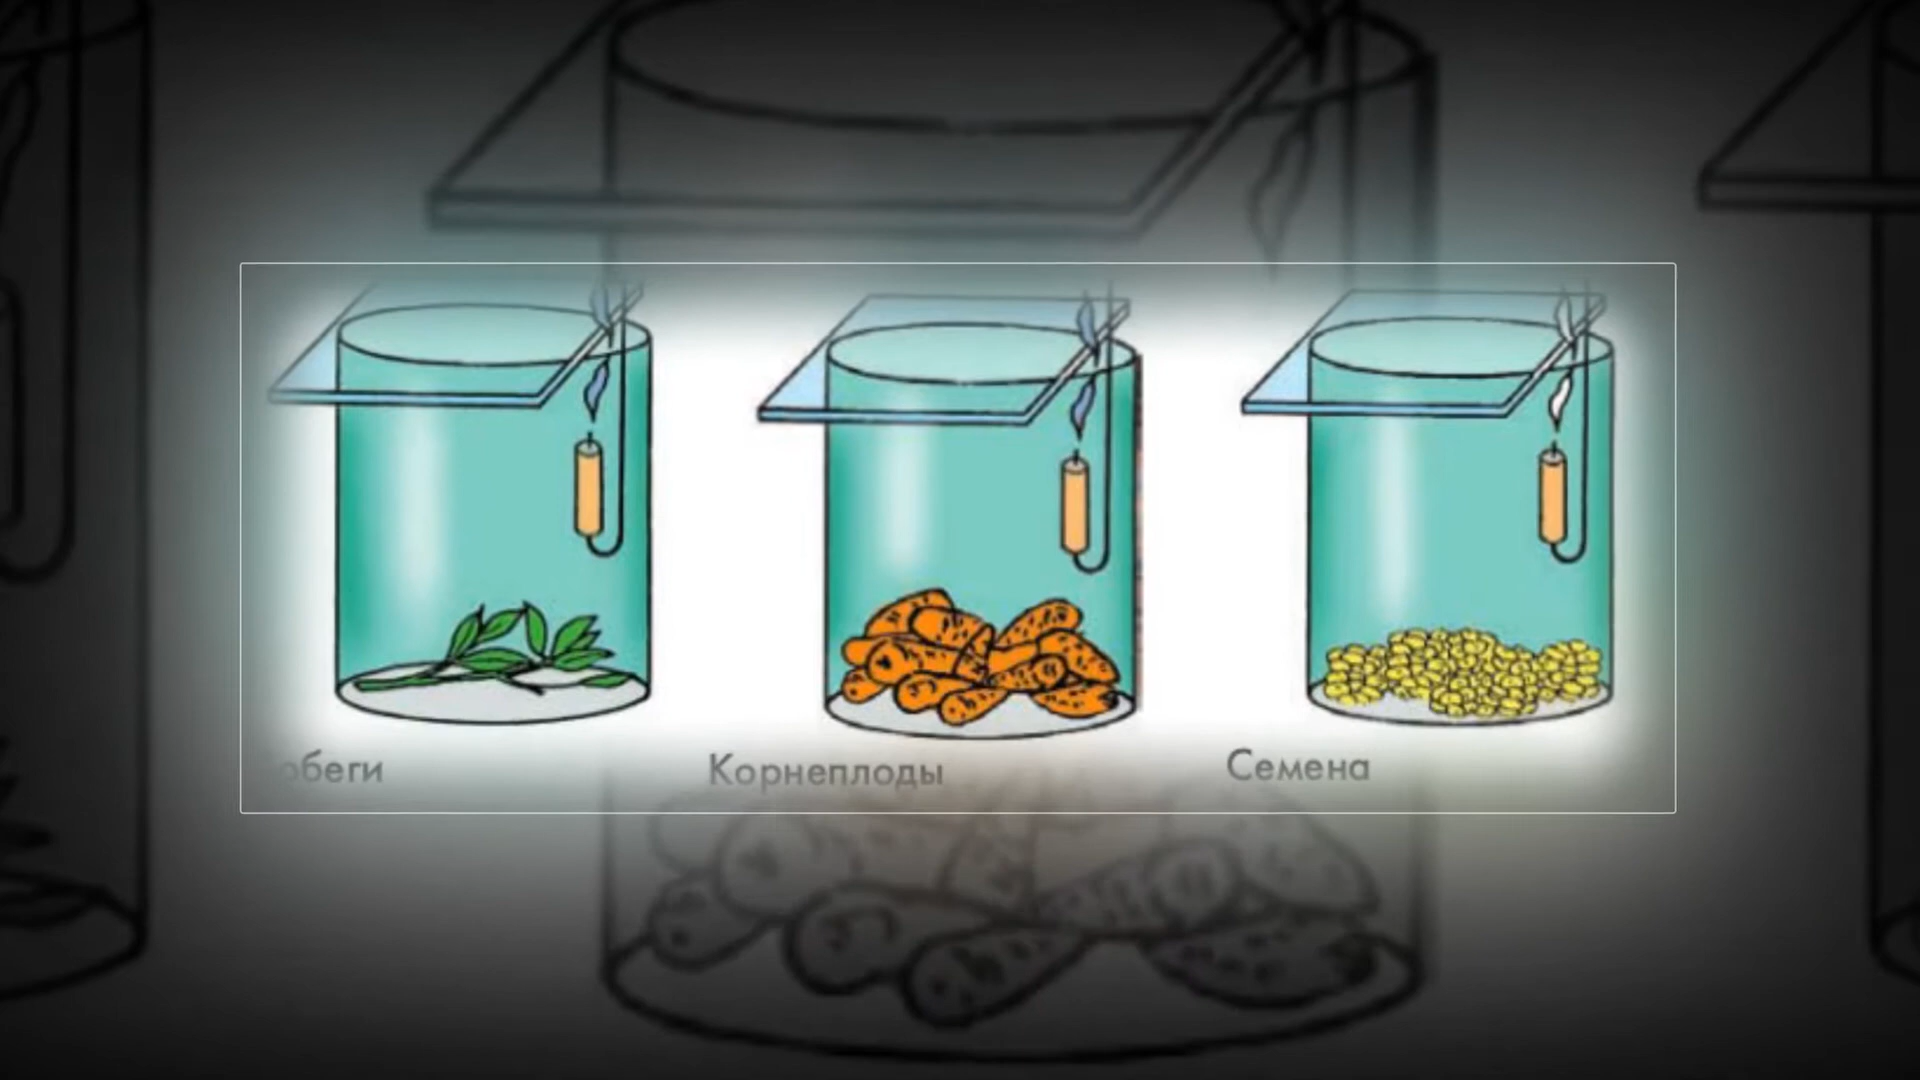 обеги
Корнеплоды
Семена